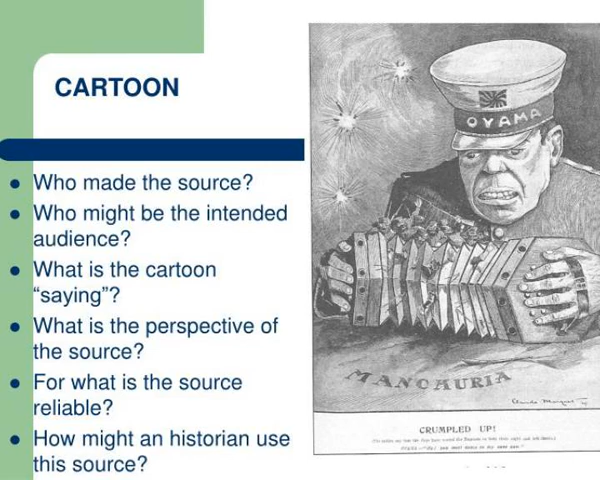 CARTOON
Who made the source?
Who might be the intended
audience?
What is the cartoon
“saying”?
What is the perspective of
the source?
For what is the source
reliable?
How might an historian use
this source?
OYAMA
MANCAURIA
CRUMPLED UP!